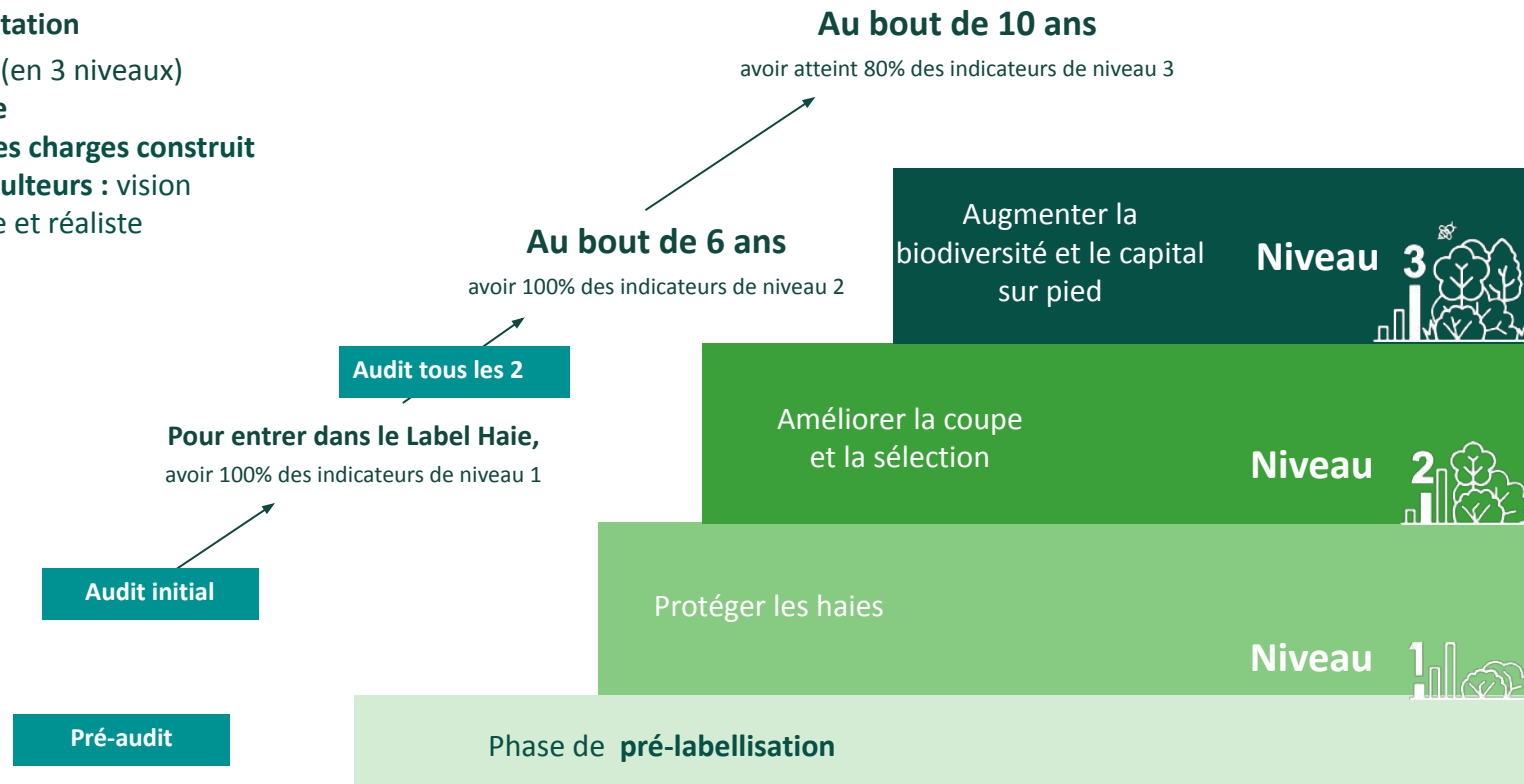 tation
(en 3 niveaux)
e
es charges construit
ulteurs : vision
e et réaliste
Au bout de 10 ans
avoir atteint 80% des indicateurs de niveau 3
Augmenter la
biodiversité et le capital
sur pied
Niveau 3
Au bout de 6 ans
avoir 100% des indicateurs de niveau 2
Audit tous les 2
Améliorer la coupe
et la sélection
Niveau 2
Pour entrer dans le Label Haie,
avoir 100% des indicateurs de niveau 1
Audit initial
Protéger les haies
Niveau 1
Pré-audit
Phase de pré-labellisation